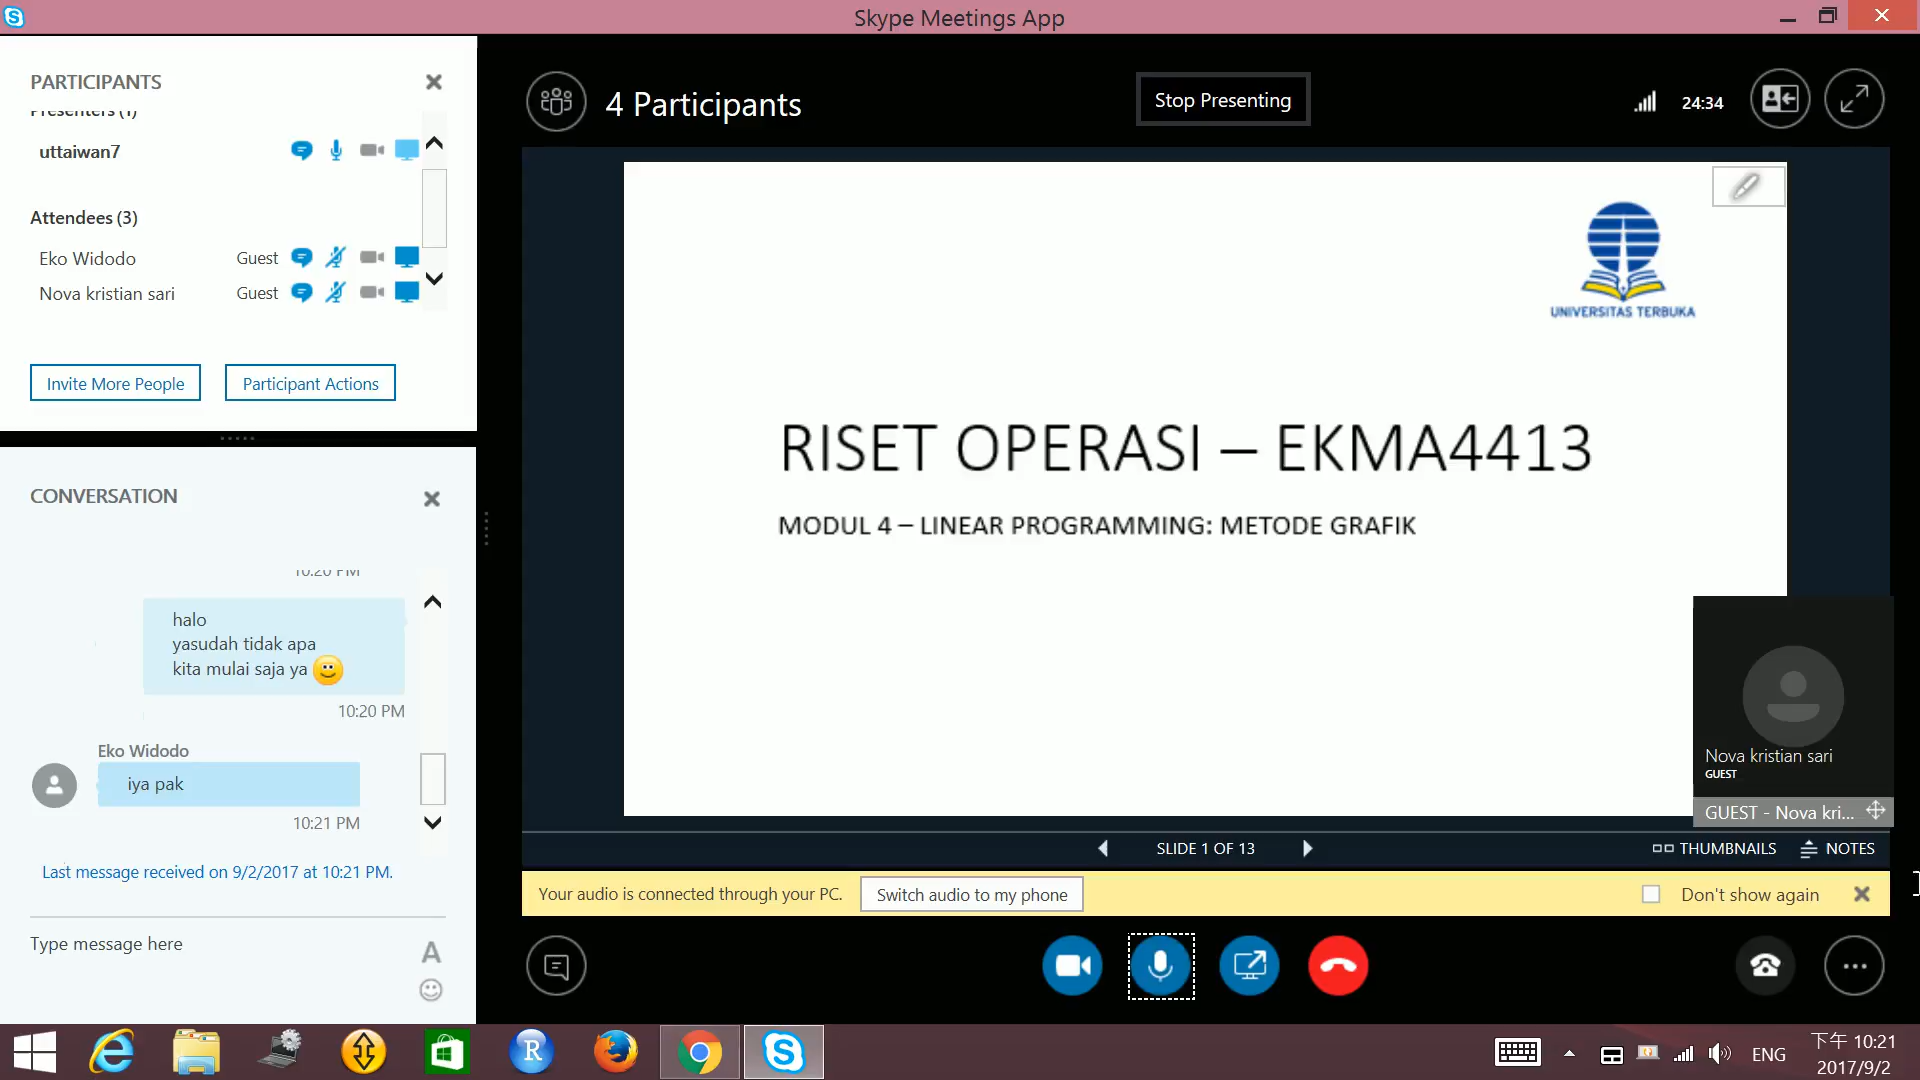 Skype Meetings App
PARTICIPANTS
Presenters (1)
uttaiwan7
Attendees (3)
Eko Widodo Guest
Nova kristian sari Guest
Invite More People
Participant Actions
CONVERSATION
10:20 PM
halo
yasudah tidak apa
kita mulai saja ya
10:20 PM
Eko Widodo
iya pak
10:21 PM
Last message received on 9/2/2017 at 10:21 PM.
Type message here
A
4 Participants
Stop Presenting
24:34
UNIVERSITAS TERBUKA
RISET OPERASI – EKMA4413
MODUL 4 – LINEAR PROGRAMMING: METODE GRAFIK
Nova kristian sari
GUEST
GUEST - Nova kri...
SLIDE 1 OF 13
THUMBNAILS
NOTES
Your audio is connected through your PC.
Switch audio to my phone
Don't show again
R
ENG
下午 10:21
2017/9/2